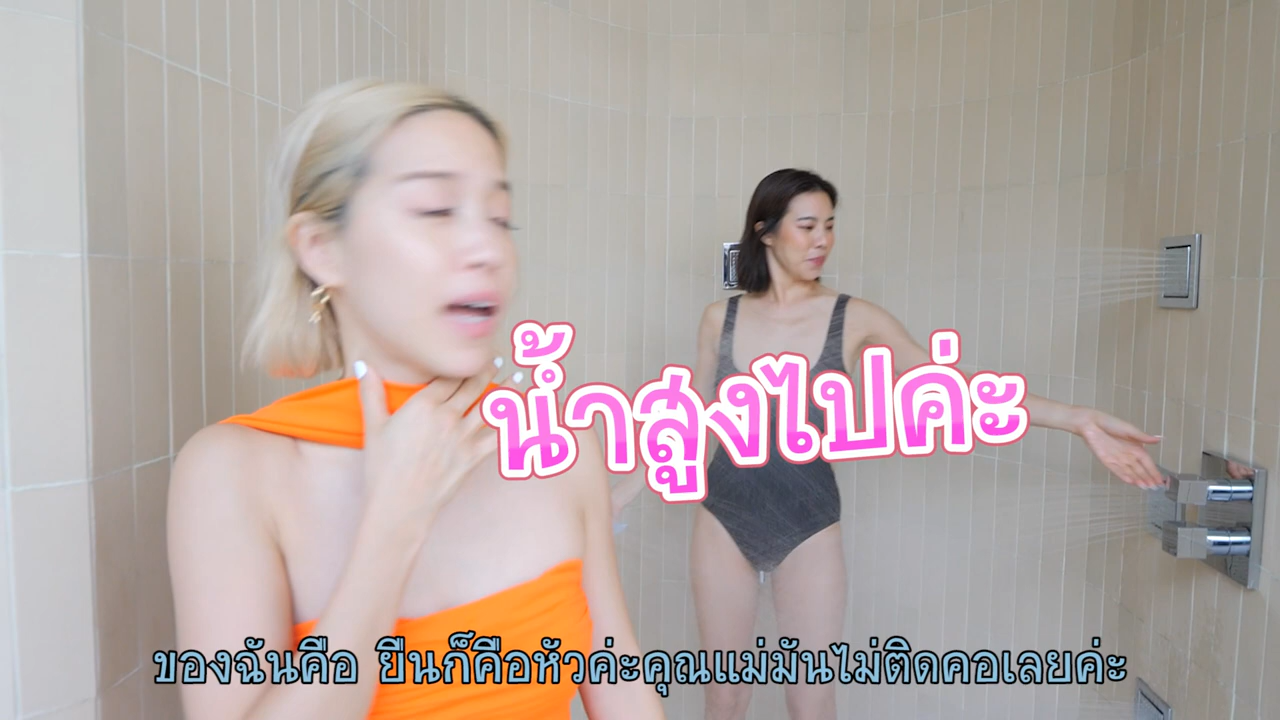 น้ำสูงไปค่ะ
ของฉันคือ ยืนก็คือหัวค่ะคุณแม่มันไม่ติดคอเลยค่ะ